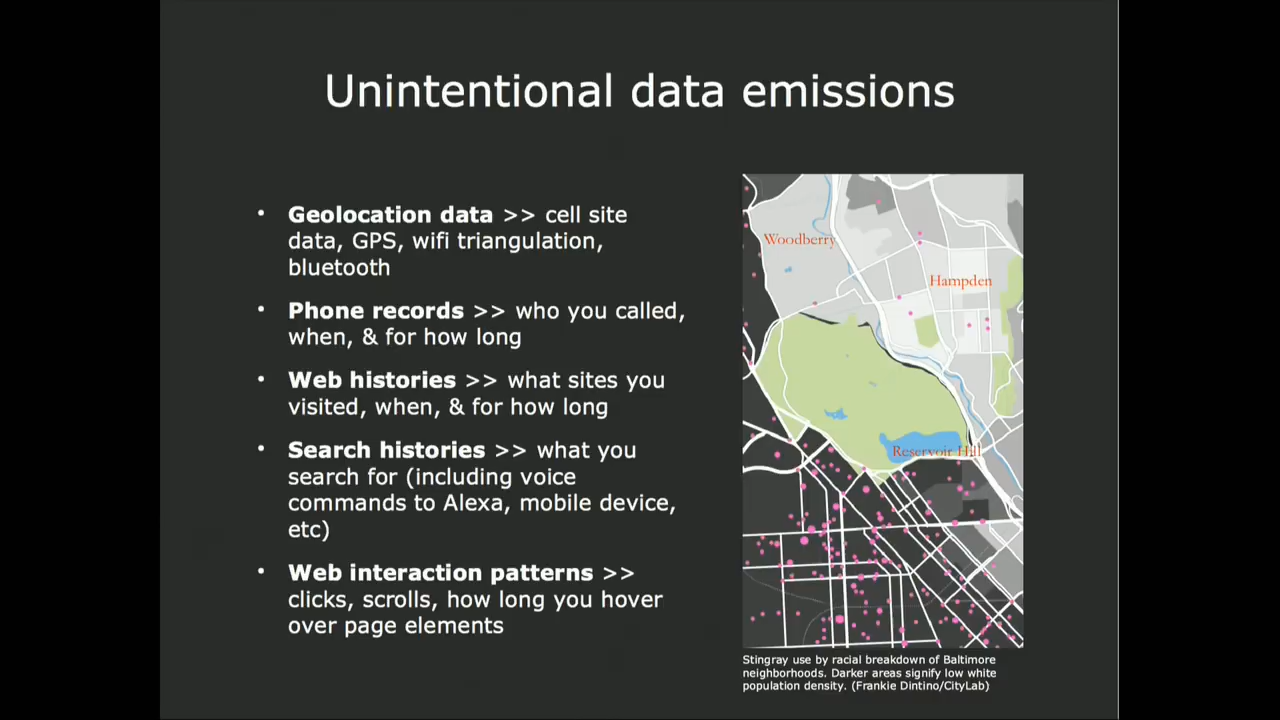 Unintentional data emissions
• Geolocation data >> cell site
data, GPS, wifi triangulation,
bluetooth
• Phone records >> who you called,
when, & for how long
• Web histories >> what sites you
visited, when, & for how long
• Search histories >> what you
search for (including voice
commands to Alexa, mobile device,
etc)
• Web interaction patterns >>
clicks, scrolls, how long you hover
over page elements
Woodberry
Hampden
Reservoir Hill
Stingray use by racial breakdown of Baltimore
neighborhoods. Darker areas signify low white
population density. (Frankie Dintino/CityLab)